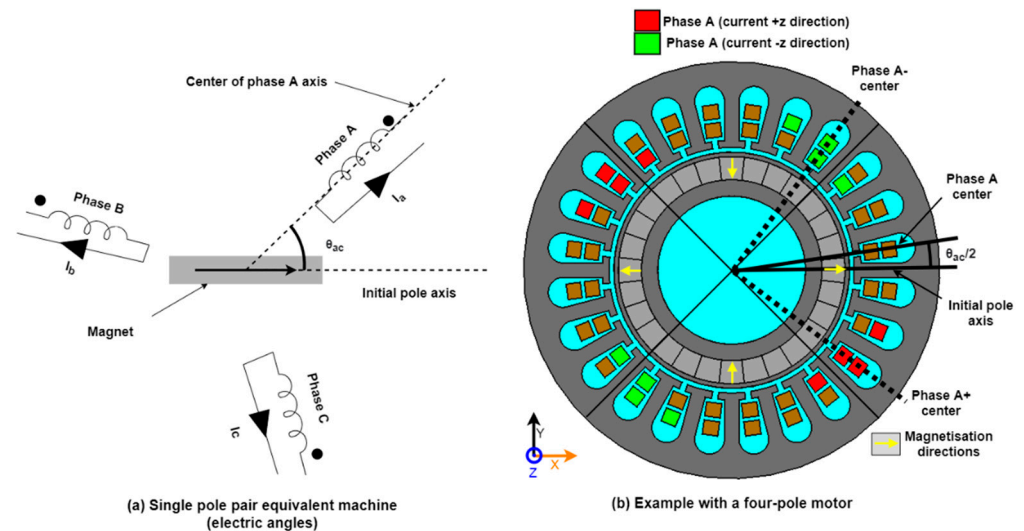 Center of phase A axis
Phase A
Ia
θac
Phase B
Ib
Initial pole axis
Magnet
Phase C
Ic
(a) Single pole pair equivalent machine
(electric angles)
Phase A (current +z direction)
Phase A (current -z direction)
Phase A-
center
Phase A
center
θac/2
Initial pole
axis
Phase A+
center
Y
X
Z
Magnetisation
directions
(b) Example with a four-pole motor